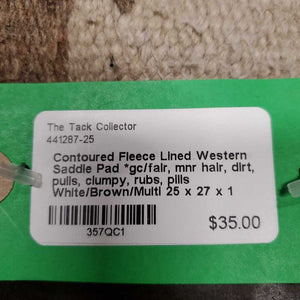 The Tack Collector
441287-25
Contoured Fleece Lined Western
Saddle Pad *gc/fair, mnr hair, dirt,
pulls, clumpy, rubs, pills
White/Brown/Multi 25 x 27 x 1
$35.00
357QC1